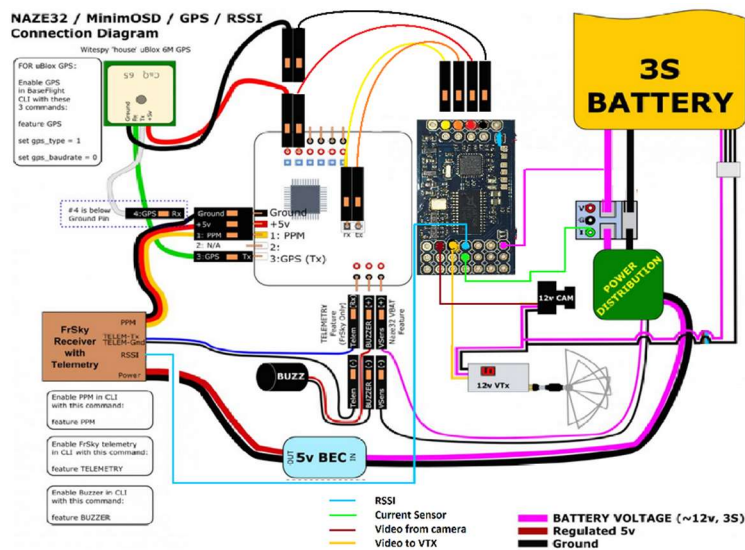 NAZE32 / MinimOSD / GPS / RSSI
Connection Diagram
Witespy 'house' uBlox 6M GPS
FOR uBlox GPS:
Enable GPS
in BaseFlight
CLI with these
3 commands:
feature GPS
set gps_type = 1
set gps_baudrate = 0
Ground
Rx
Tx
+5v
3S
BATTERY
#4 is below
Ground Pin
4:GPS Rx
Ground
+5v
1: PPM
2: N/A
3:GPS Tx
Ground
+5v
1: PPM
2:
3:GPS (Tx)
RX TX
V
G
I
POWER
DISTRIBUTION
12v CAM
12v VTx
TELEMETRY
Feature
(FrSky Only)
Telem (Rx)
BUZZER (+)
VSens (+)
Naze32 VBAT
Feature
Telem (-)
BUZZER (-)
VSens (-)
FrSky
Receiver
with
Telemetry
PPM
TELEM-Tx
TELEM-Gnd
RSSI
Power
BUZZ
OUT
5v BEC
IN
Enable PPM in CLI
with this command:
feature PPM
Enable FrSky telemetry
in CLI with this command:
feature TELEMETRY
Enable Buzzer in CLI
with this command:
feature BUZZER
RSSI
Current Sensor
Video from camera
Video to VTX
BATTERY VOLTAGE (~12v, 3S)
Regulated 5v
Ground